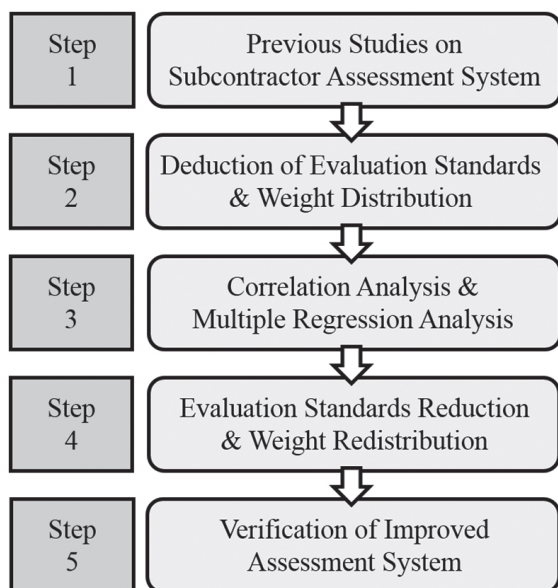 Step
1
Previous Studies on
Subcontractor Assessment System
Step
2
Deduction of Evaluation Standards
& Weight Distribution
Step
3
Correlation Analysis &
Multiple Regression Analysis
Step
4
Evaluation Standards Reduction
& Weight Redistribution
Step
5
Verification of Improved
Assessment System